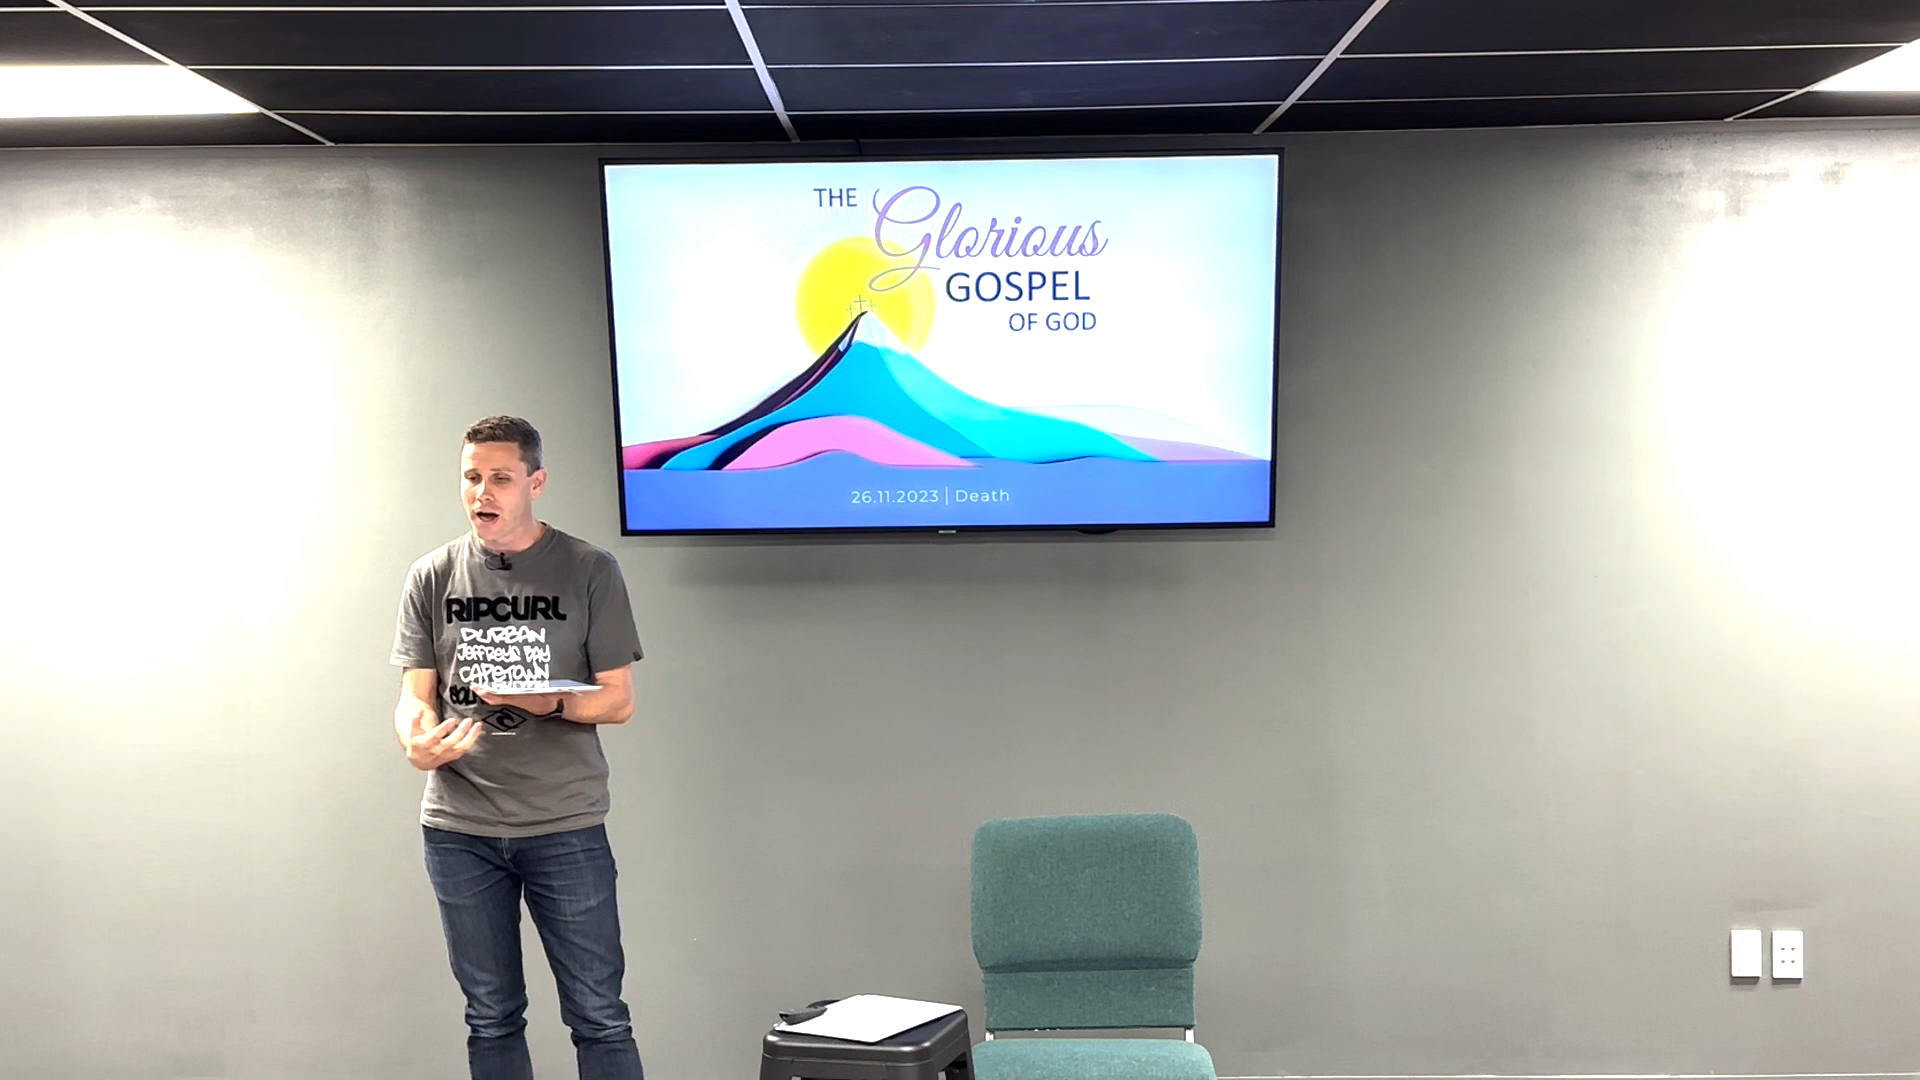 THE
Glorious
GOSPEL
OF GOD
26.11.2023 | Death
RIPCURL
DURBAN
JEFFREYS BAY
CAPETOWN